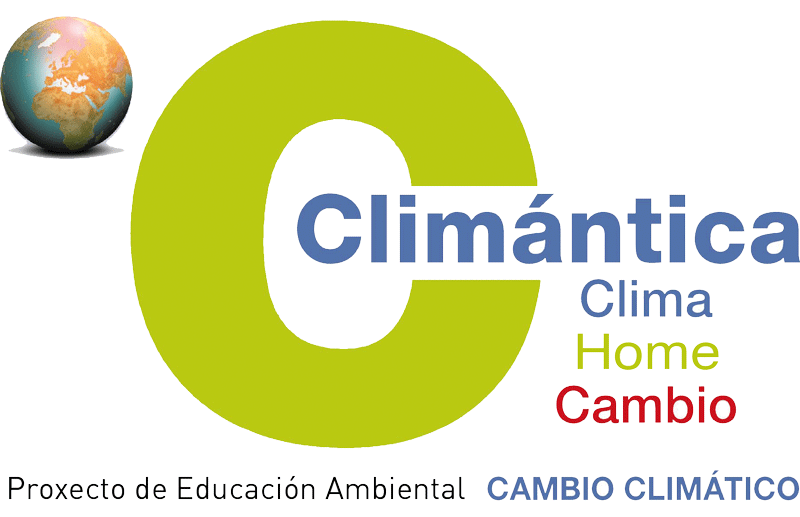 C
Climántica
Clima
Home
Cambio
Proxecto de Educación Ambiental CAMBIO CLIMÁTICO